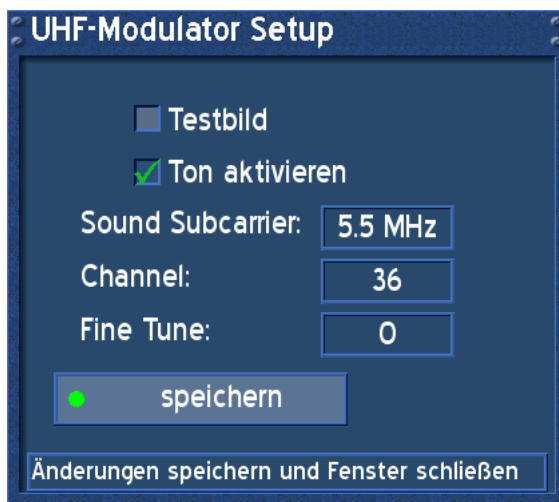 UHF-Modulator Setup
Testbild
Ton aktivieren
Sound Subcarrier: 5.5 MHz
Channel: 36
Fine Tune: 0
speichern
Änderungen speichern und Fenster schließen